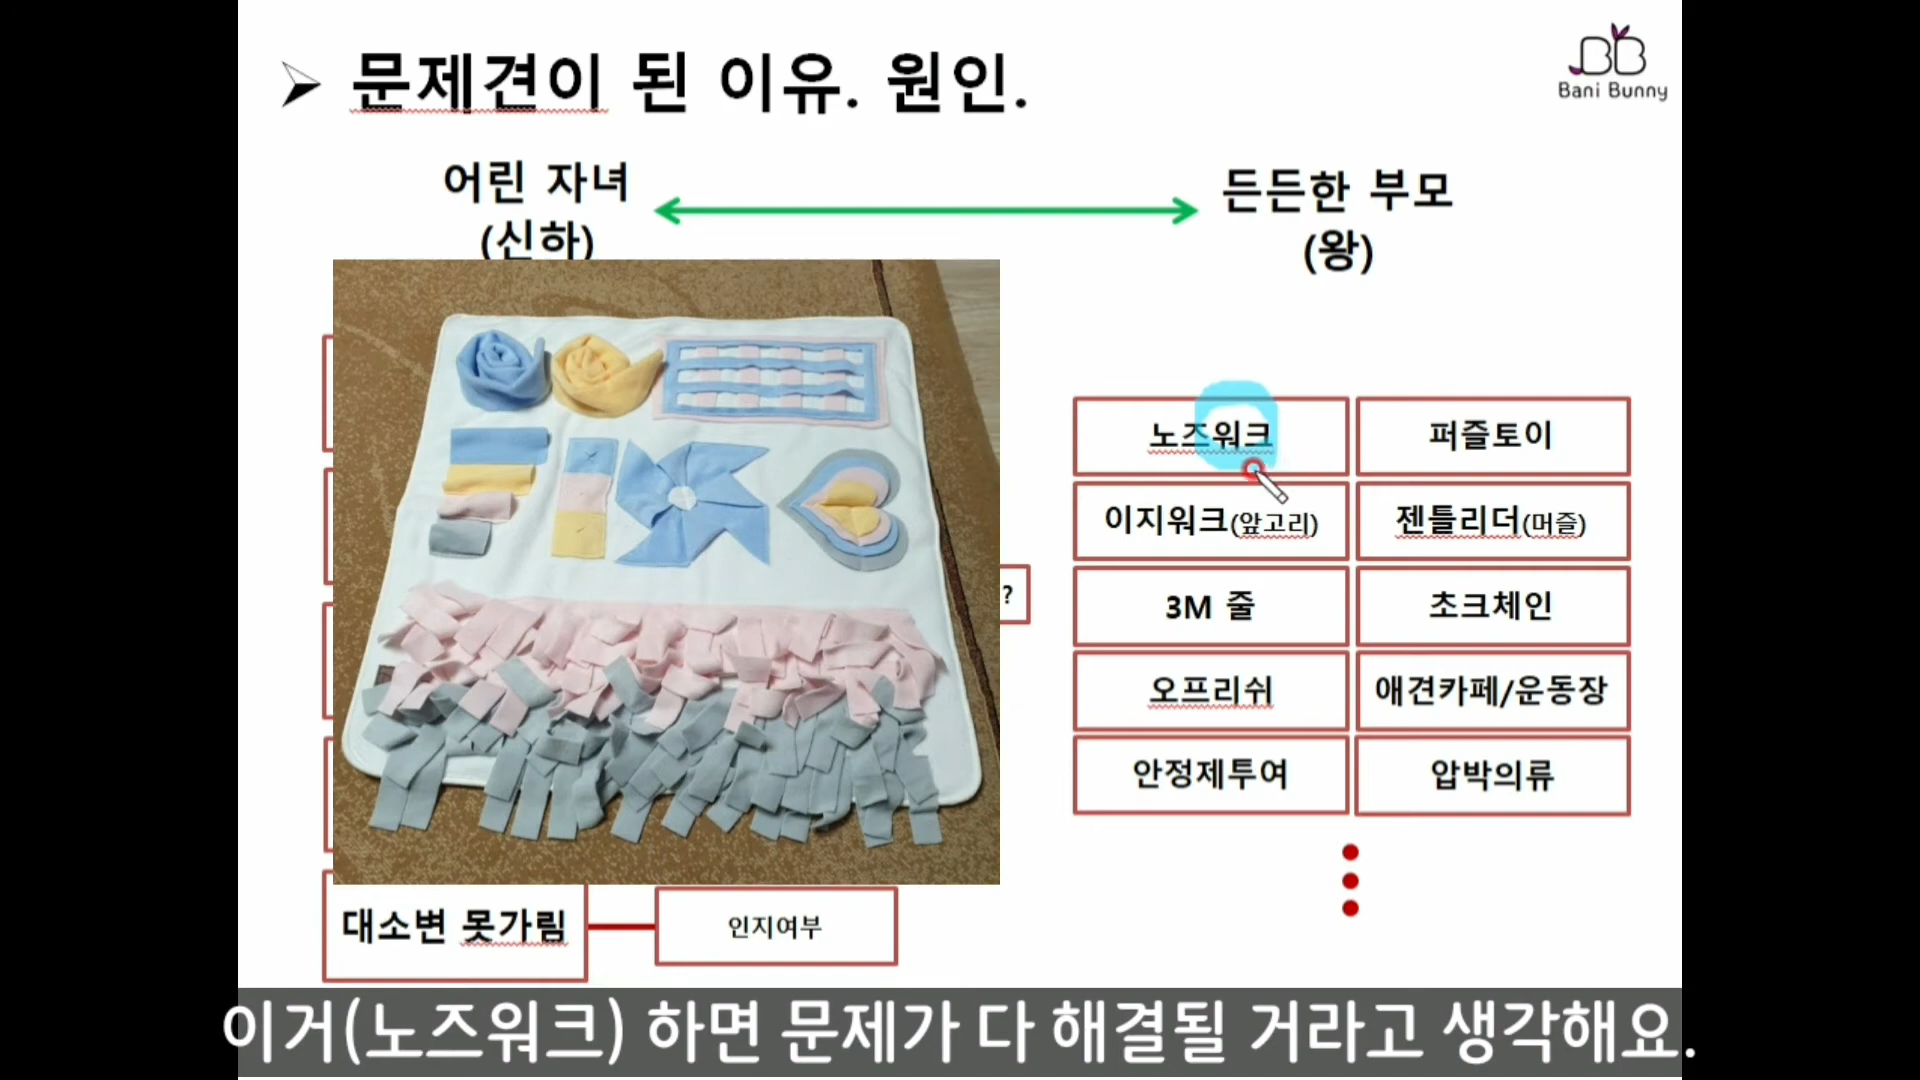 ➢ 문제견이 된 이유. 원인.
Bani Bunny
어린 자녀
(신하)
든든한 부모
(왕)
노즈워크
퍼즐토이
이지워크(앞고리)
젠틀리더(머즐)
?
3M 줄
초크체인
오프리쉬
애견카페/운동장
안정제투여
압박의류
대소변 못가림
인지여부
이거(노즈워크) 하면 문제가 다 해결될 거라고 생각해요.